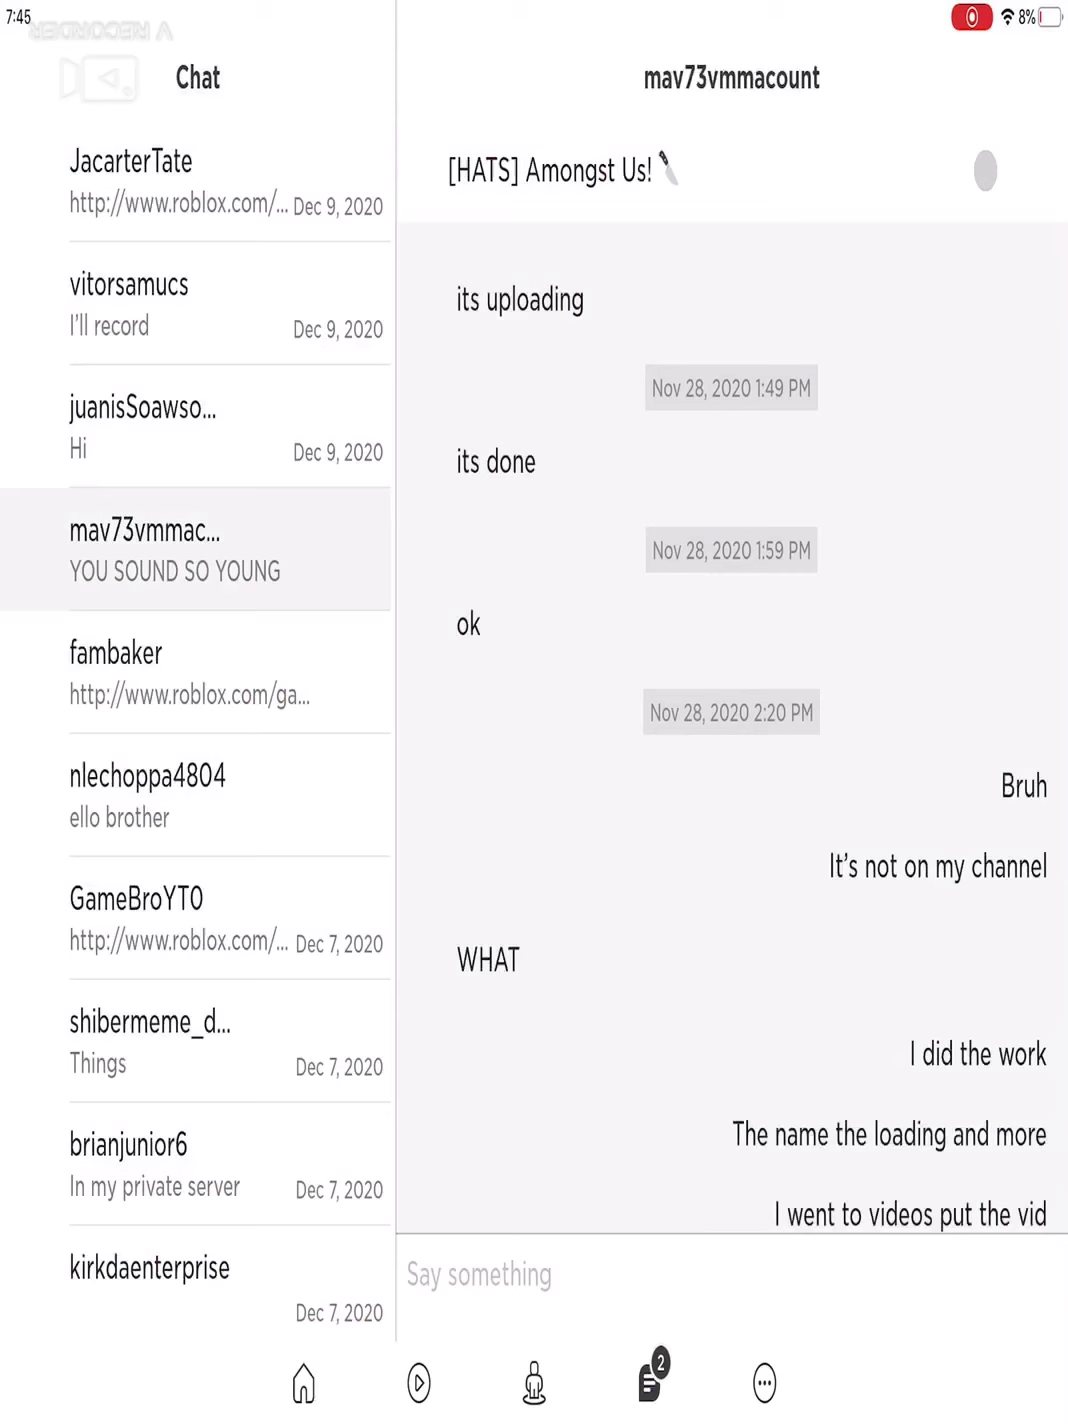 7:45
V RECORDER
8%
Chat
mav73vmmacount
JacarterTate
http://www.roblox.com/... Dec 9, 2020
vitorsamucs
I'll record Dec 9, 2020
juanisSoawso...
Hi Dec 9, 2020
mav73vmmac...
YOU SOUND SO YOUNG
fambaker
http://www.roblox.com/ga...
nlechoppa4804
ello brother
GameBroYT0
http://www.roblox.com/... Dec 7, 2020
shibermeme_d...
Things Dec 7, 2020
brianjunior6
In my private server Dec 7, 2020
kirkdaenterprise
Dec 7, 2020
[HATS] Amongst Us!🔪
its uploading
Nov 28, 2020 1:49 PM
its done
Nov 28, 2020 1:59 PM
ok
Nov 28, 2020 2:20 PM
Bruh
It's not on my channel
WHAT
I did the work
The name the loading and more
I went to videos put the vid
Say something
2